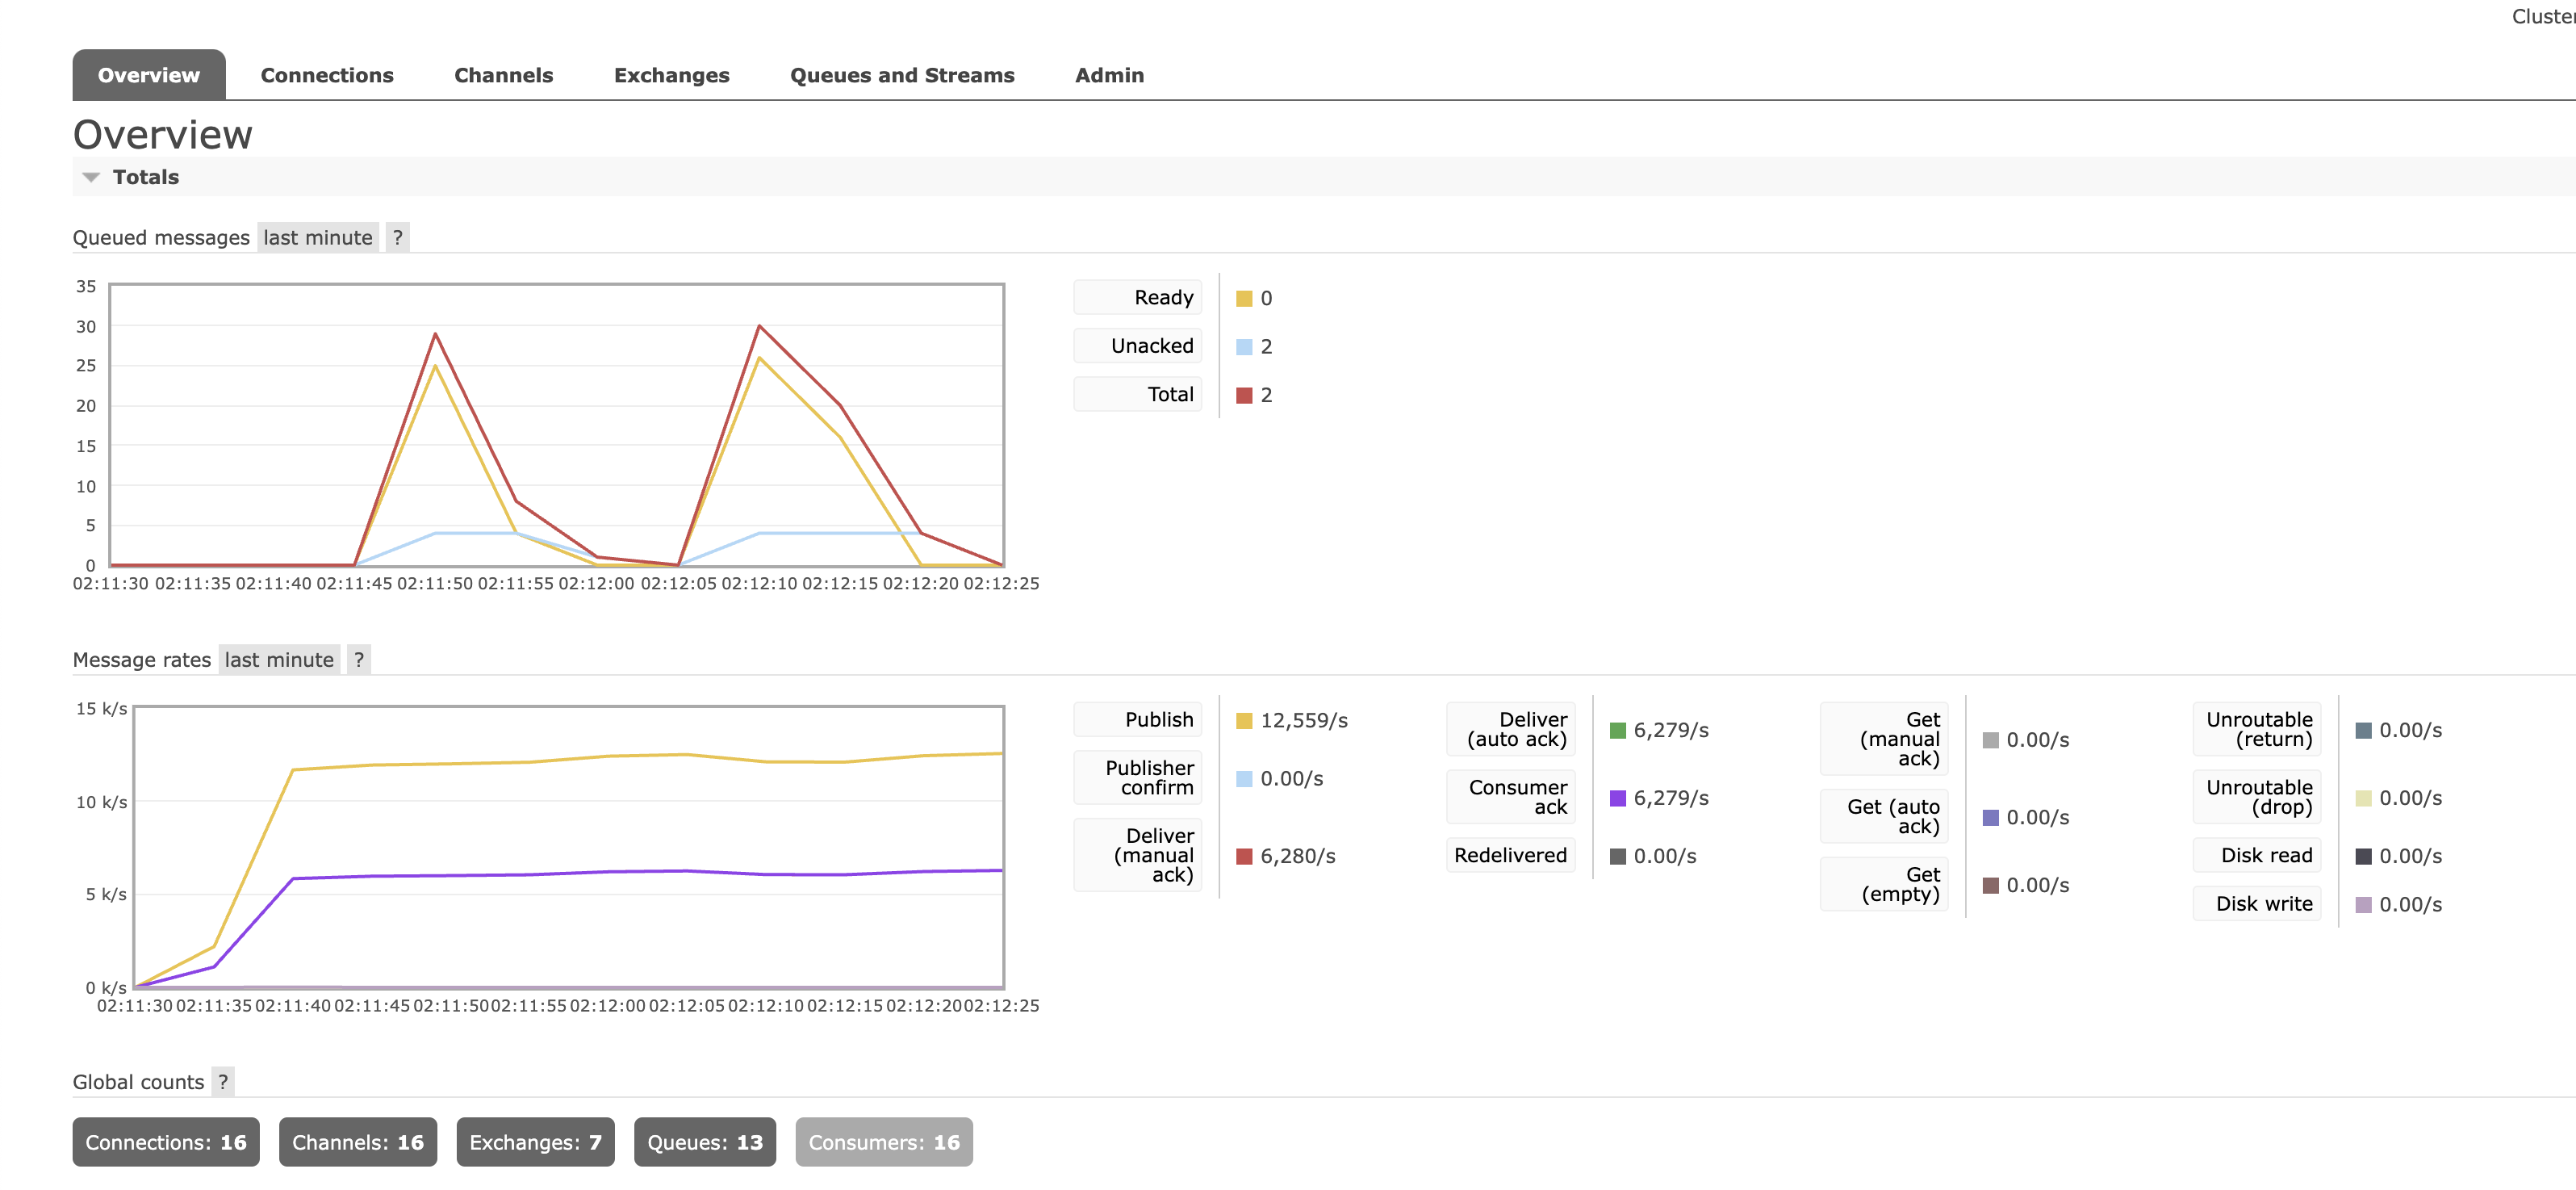 Cluster
Overview Connections Channels Exchanges Queues and Streams Admin
Overview
Totals
Queued messages last minute ?
35
30
25
20
15
10
5
0
02:11:30 02:11:35 02:11:40 02:11:45 02:11:50 02:11:55 02:12:00 02:12:05 02:12:10 02:12:15 02:12:20 02:12:25
Ready 0
Unacked 2
Total 2
Message rates last minute ?
15 k/s
10 k/s
5 k/s
0 k/s
02:11:30 02:11:35 02:11:40 02:11:45 02:11:50 02:11:55 02:12:00 02:12:05 02:12:10 02:12:15 02:12:20 02:12:25
Publish 12,559/s
Publisher
confirm 0.00/s
Deliver
(manual
ack) 6,280/s
Deliver
(auto ack) 6,279/s
Consumer
ack 6,279/s
Redelivered 0.00/s
Get
(manual
ack) 0.00/s
Get (auto
ack) 0.00/s
Get
(empty) 0.00/s
Unroutable
(return) 0.00/s
Unroutable
(drop) 0.00/s
Disk read 0.00/s
Disk write 0.00/s
Global counts ?
Connections: 16 Channels: 16 Exchanges: 7 Queues: 13 Consumers: 16